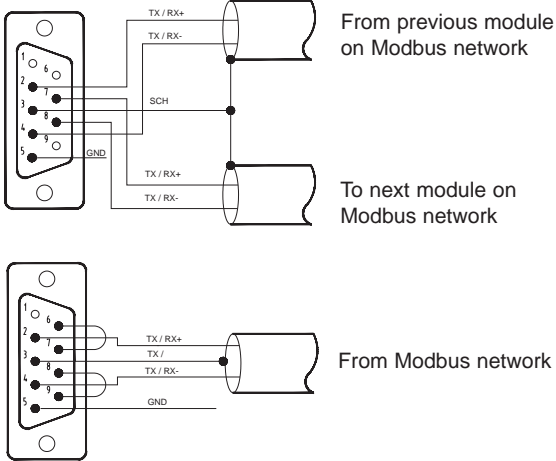 TX / RX+
From previous module
on Modbus network
TX / RX-
1
6
2
7
3
SCH
8
4
9
5
GND
TX / RX+
TX / RX-
To next module on
Modbus network
1
6
2
TX / RX+
7
3
TX /
From Modbus network
8
TX / RX-
4
9
5
GND